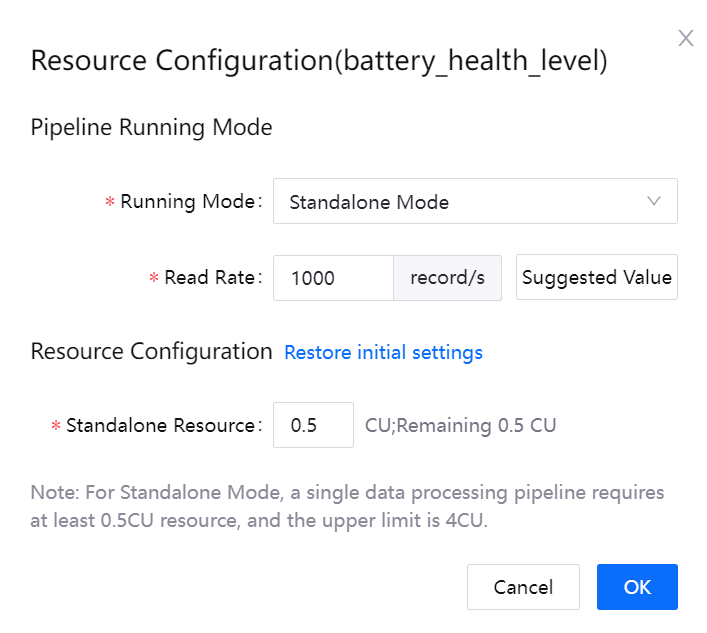 Resource Configuration(battery_health_level)
Pipeline Running Mode
* Running Mode: Standalone Mode
* Read Rate: 1000 record/s Suggested Value
Resource Configuration Restore initial settings
* Standalone Resource: 0.5 CU;Remaining 0.5 CU
Note: For Standalone Mode, a single data processing pipeline requires
at least 0.5CU resource, and the upper limit is 4CU.
Cancel OK